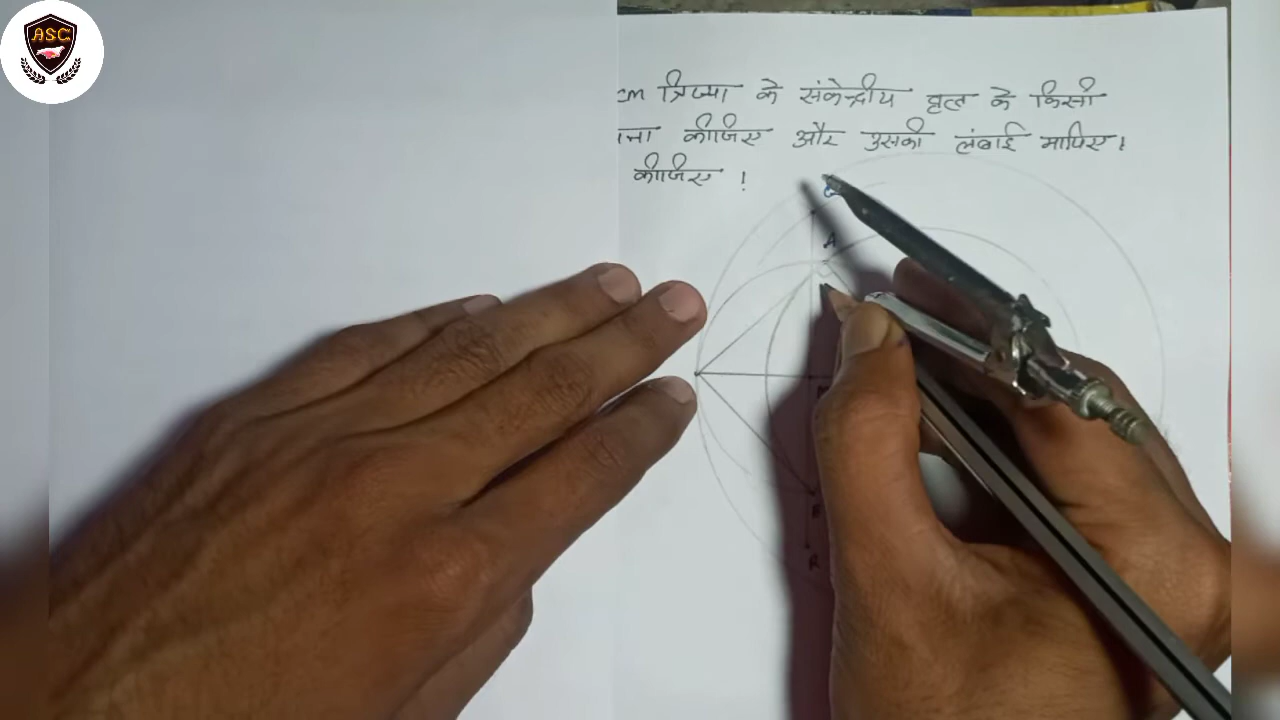 ASC
cm त्रिज्या के संकेन्द्रीय वृत्त के किसी
कीजिए और उसकी लंबाई मापिए।
कीजिए !
A
R